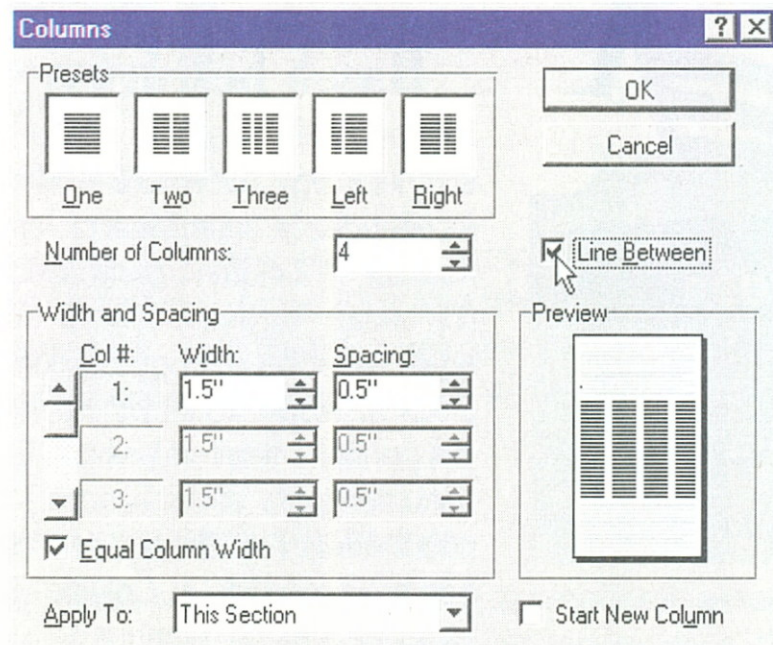 Columns
Presets
One Two Three Left Right
OK
Cancel
Number of Columns: 4
Line Between
Width and Spacing
Col #: Width: Spacing:
1: 1.5" 0.5"
2: 1.5" 0.5"
3: 1.5" 0.5"
Equal Column Width
Preview
Apply To: This Section
Start New Column